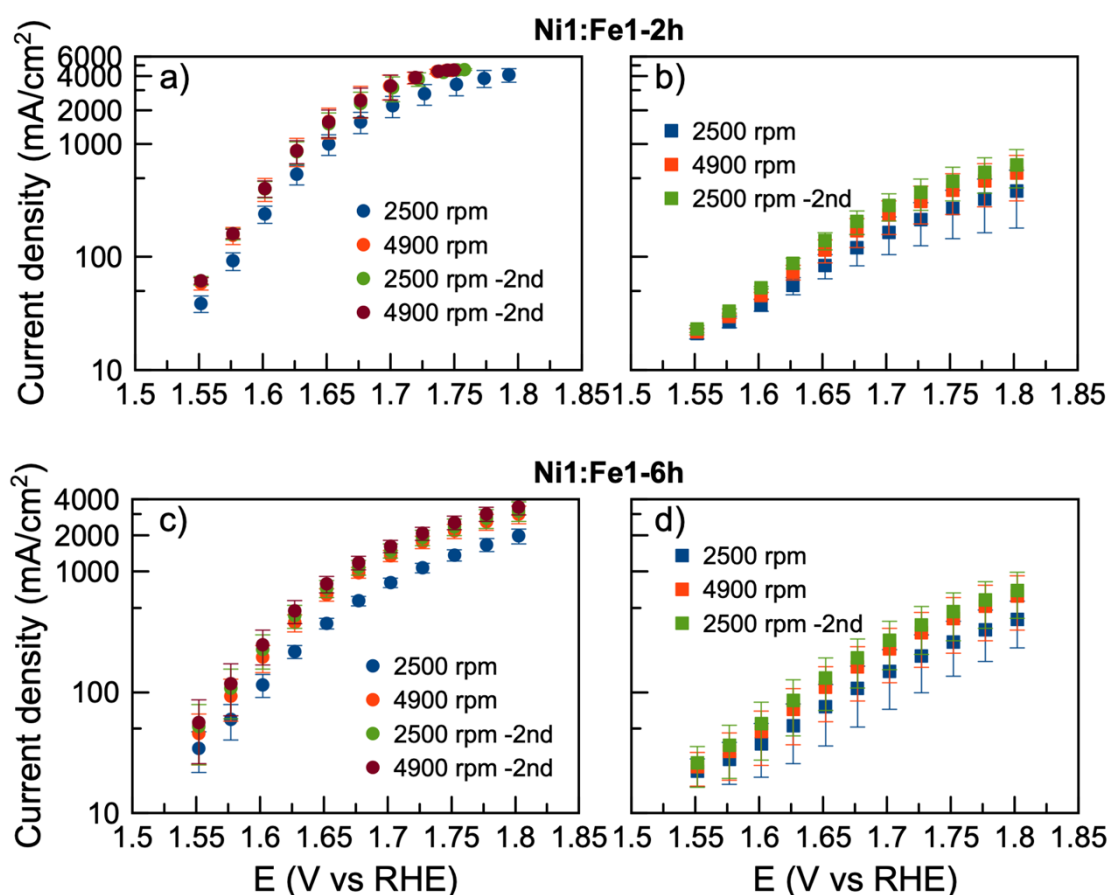 Ni1:Fe1-2h
a)
Current density (mA/cm²)
6000
4000
1000
100
10
2500 rpm
4900 rpm
2500 rpm -2nd
4900 rpm -2nd
1.5 1.55 1.6 1.65 1.7 1.75 1.8 1.85
b)
2500 rpm
4900 rpm
2500 rpm -2nd
1.55 1.6 1.65 1.7 1.75 1.8 1.85
Ni1:Fe1-6h
c)
Current density (mA/cm²)
4000
2000
1000
100
10
2500 rpm
4900 rpm
2500 rpm -2nd
4900 rpm -2nd
1.5 1.55 1.6 1.65 1.7 1.75 1.8 1.85
E (V vs RHE)
d)
2500 rpm
4900 rpm
2500 rpm -2nd
1.55 1.6 1.65 1.7 1.75 1.8 1.85
E (V vs RHE)